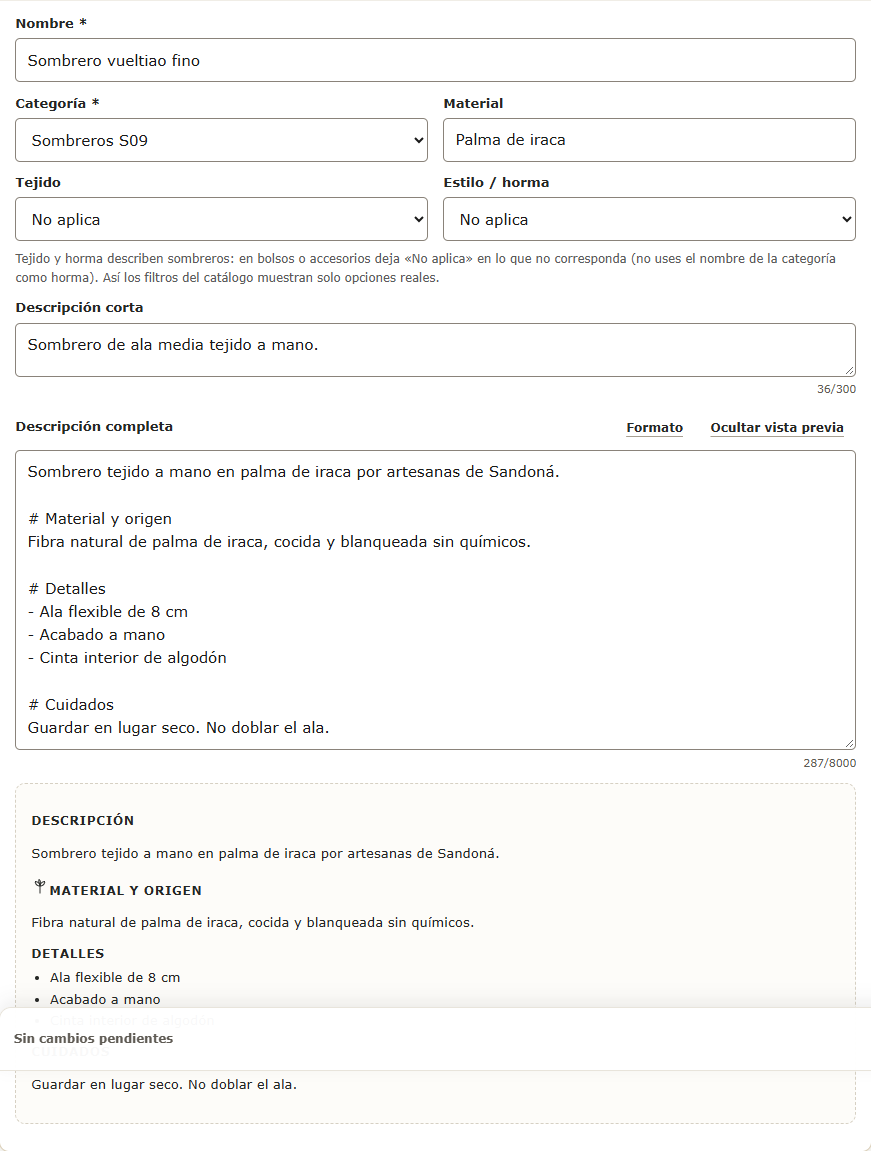 Nombre *
Sombrero vueltiao fino
Categoría *
Material
Sombreros S09
Palma de iraca
Tejido
Estilo / horma
No aplica
No aplica
Tejido y horma describen sombreros: en bolsos o accesorios deja «No aplica» en lo que no corresponda (no uses el nombre de la categoría
como horma). Así los filtros del catálogo muestran solo opciones reales.
Descripción corta
Sombrero de ala media tejido a mano.
36/300
Descripción completa
Formato
Ocultar vista previa
Sombrero tejido a mano en palma de iraca por artesanas de Sandoná.
# Material y origen
Fibra natural de palma de iraca, cocida y blanqueada sin químicos.
# Detalles
- Ala flexible de 8 cm
- Acabado a mano
- Cinta interior de algodón
# Cuidados
Guardar en lugar seco. No doblar el ala.
287/8000
DESCRIPCIÓN
Sombrero tejido a mano en palma de iraca por artesanas de Sandoná.
MATERIAL Y ORIGEN
Fibra natural de palma de iraca, cocida y blanqueada sin químicos.
DETALLES
• Ala flexible de 8 cm
• Acabado a mano
• Cinta interior de algodón
Sin cambios pendientes
CUIDADOS
Guardar en lugar seco. No doblar el ala.